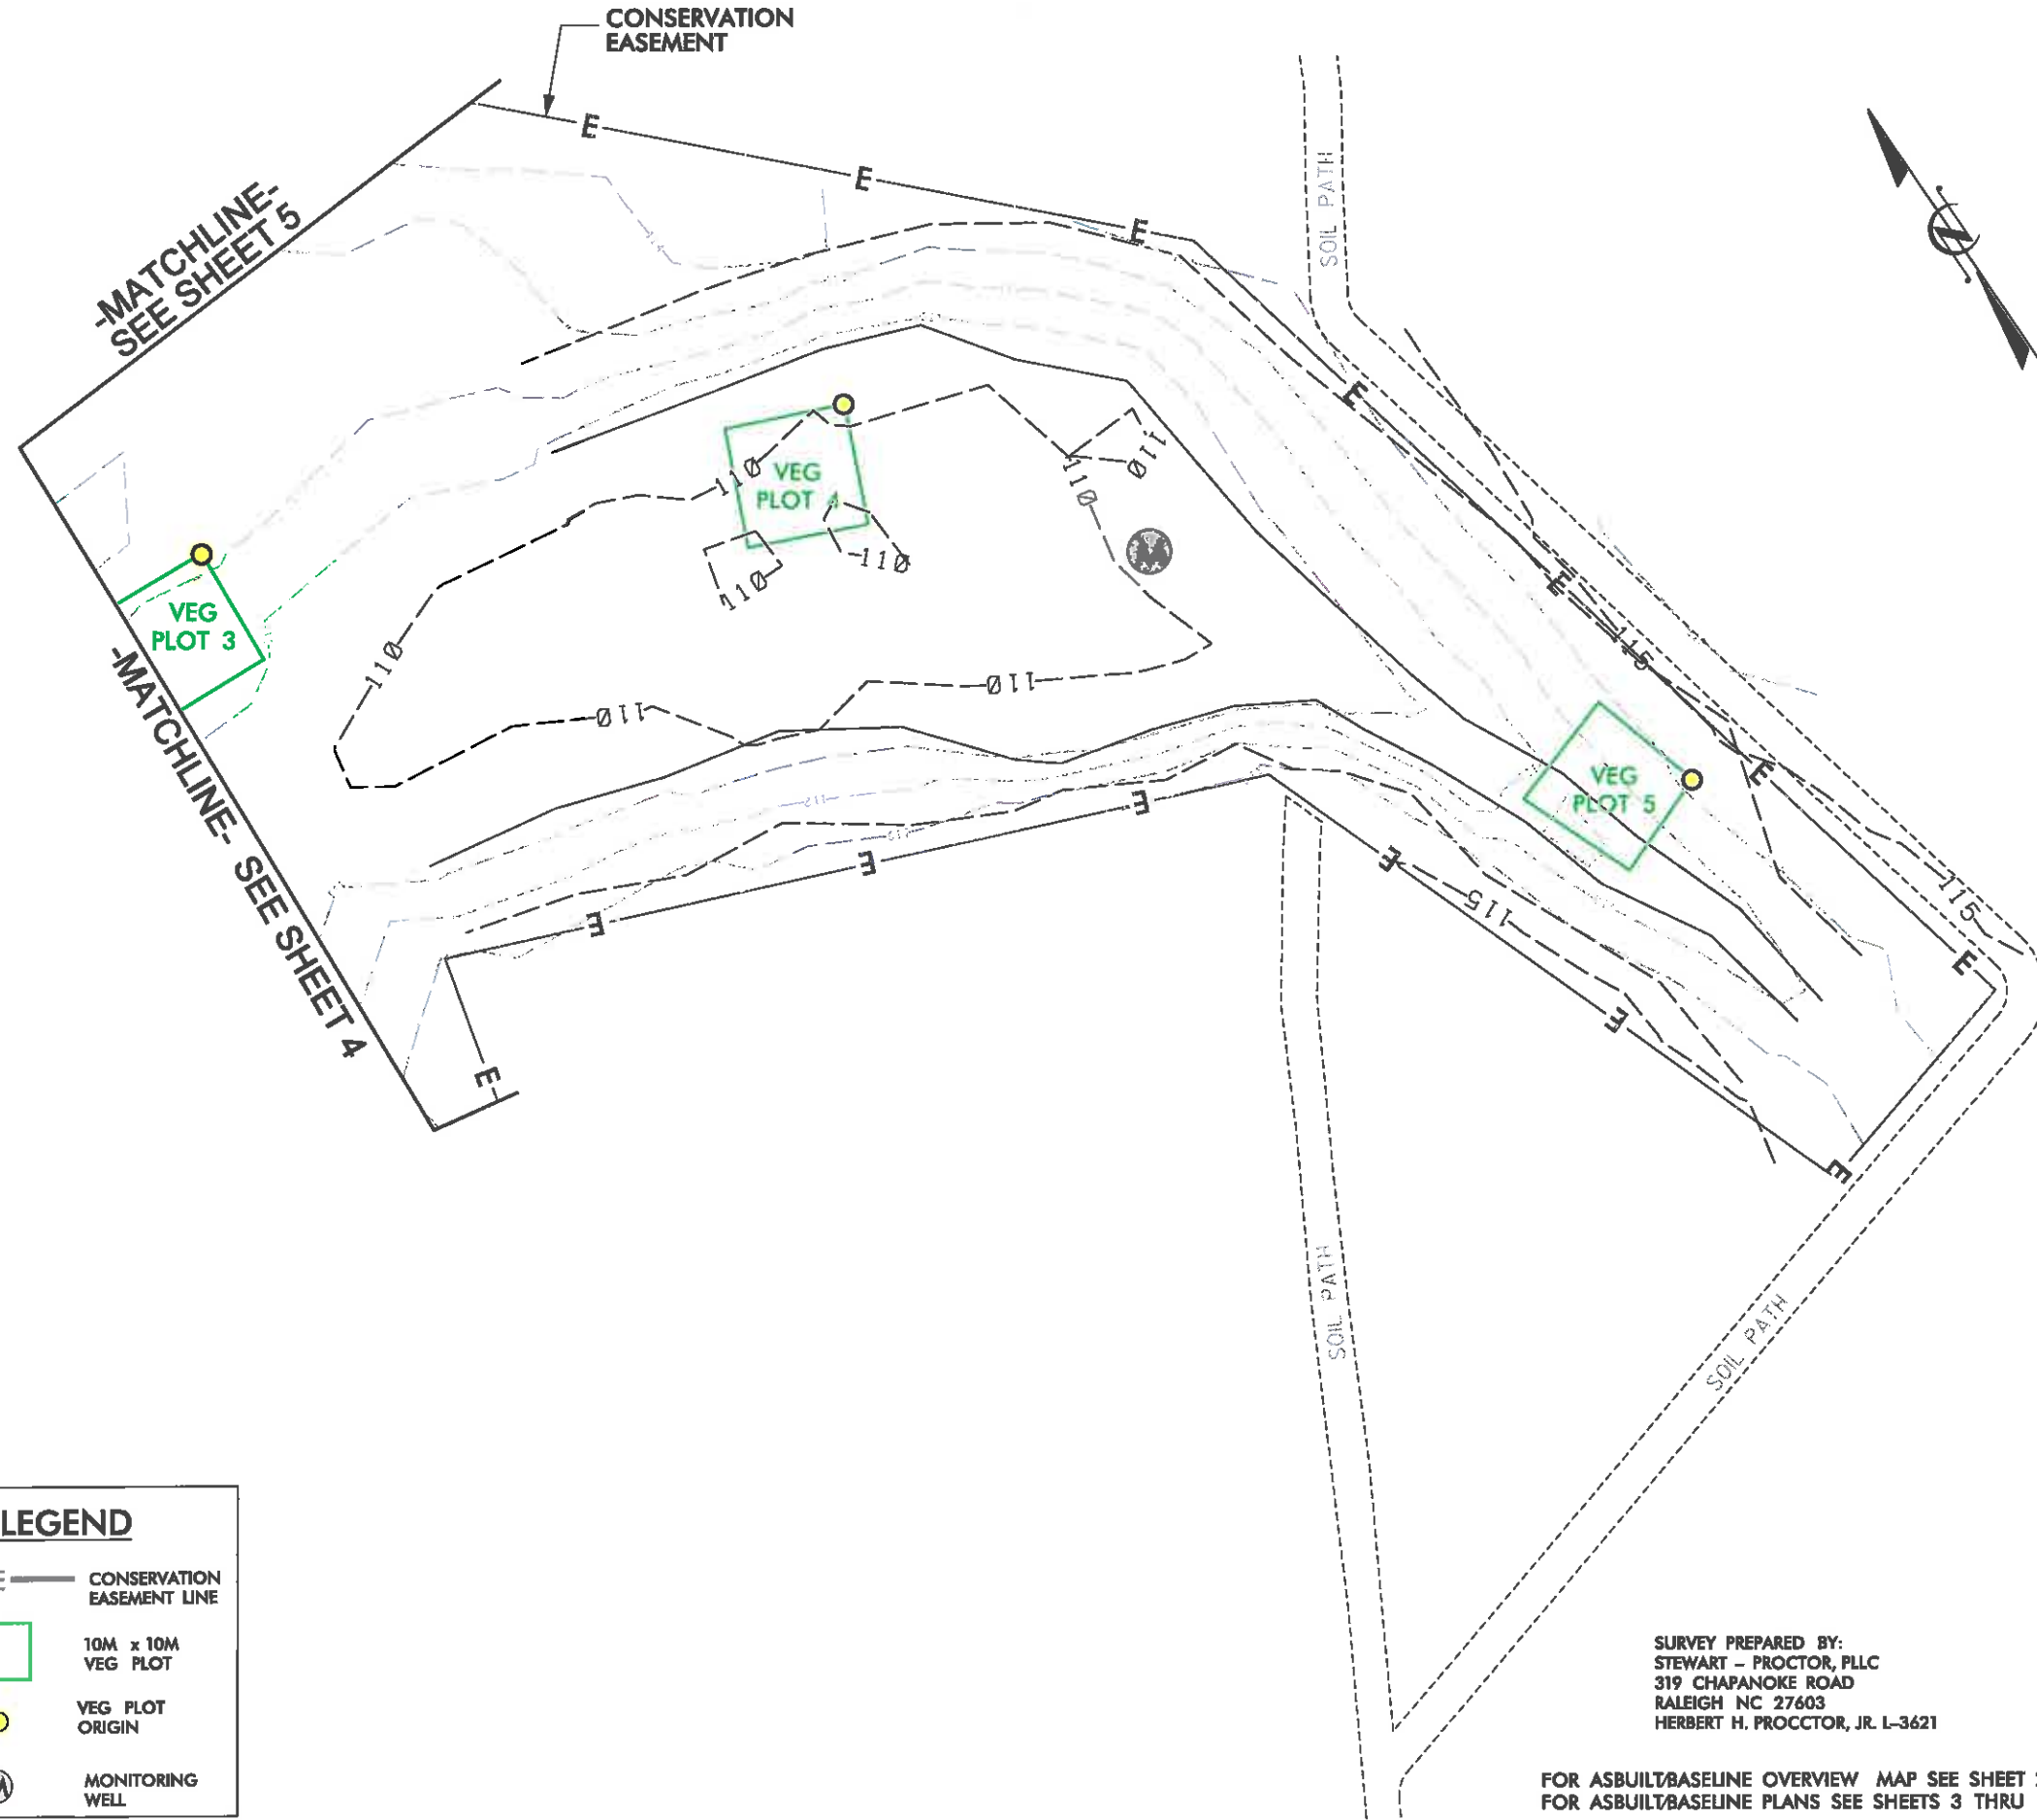 CONSERVATION
EASEMENT
E
E
E
SOIL PATH
-MATCHLINE-
SEE SHEET 5
E
110
110
110
VEG
PLOT 4
110
110
E
VEG
PLOT 3
115
110
110
110
-MATCHLINE- SEE SHEET 4
VEG
PLOT 5
E
E
E
E
E
115
115
E
E
E
E
SOIL PATH
SOIL PATH
LEGEND
E
CONSERVATION
EASEMENT LINE
10M x 10M
VEG PLOT
VEG PLOT
ORIGIN
MONITORING
WELL
SURVEY PREPARED BY:
STEWART – PROCTOR, PLLC
319 CHAPANOKE ROAD
RALEIGH NC 27603
HERBERT H. PROCCTOR, JR. L-3621
FOR ASBUILT/BASELINE OVERVIEW MAP SEE SHEET
FOR ASBUILT/BASELINE PLANS SEE SHEETS 3 THRU